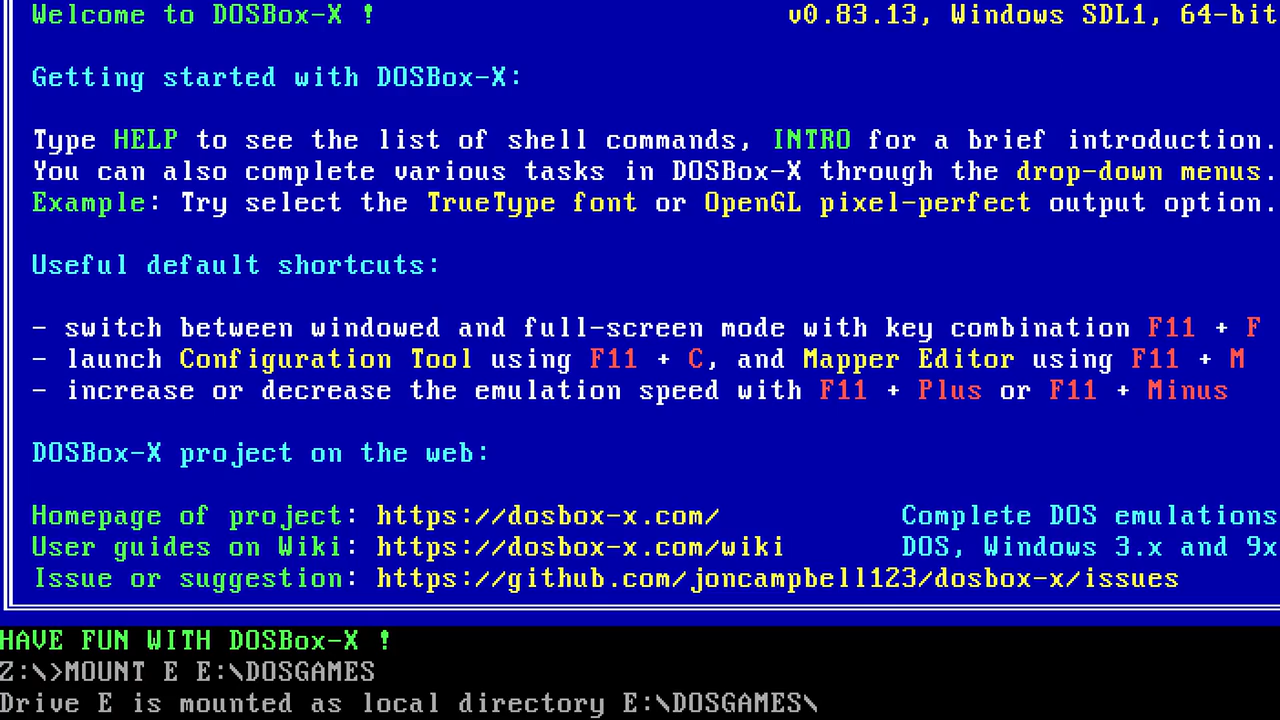 Welcome to DOSBox-X ! v0.83.13, Windows SDL1, 64-bit
Getting started with DOSBox-X:
Type HELP to see the list of shell commands, INTRO for a brief introduction.
You can also complete various tasks in DOSBox-X through the drop-down menus.
Example: Try select the TrueType font or OpenGL pixel-perfect output option.
Useful default shortcuts:
- switch between windowed and full-screen mode with key combination F11 + F
- launch Configuration Tool using F11 + C, and Mapper Editor using F11 + M
- increase or decrease the emulation speed with F11 + Plus or F11 + Minus
DOSBox-X project on the web:
Homepage of project: https://dosbox-x.com/ Complete DOS emulations
User guides on Wiki: https://dosbox-x.com/wiki DOS, Windows 3.x and 9x
Issue or suggestion: https://github.com/joncampbell123/dosbox-x/issues
HAVE FUN WITH DOSBox-X !
Z:\>MOUNT E E:\DOSGAMES
Drive E is mounted as local directory E:\DOSGAMES\